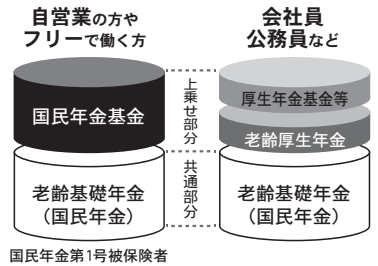 自営業の方や
フリーで働く方
会社員
公務員など
国民年金基金
上乗せ部分
厚生年金基金等
老齢厚生年金
老齢基礎年金
（国民年金）
共通部分
老齢基礎年金
（国民年金）
国民年金第1号被保険者